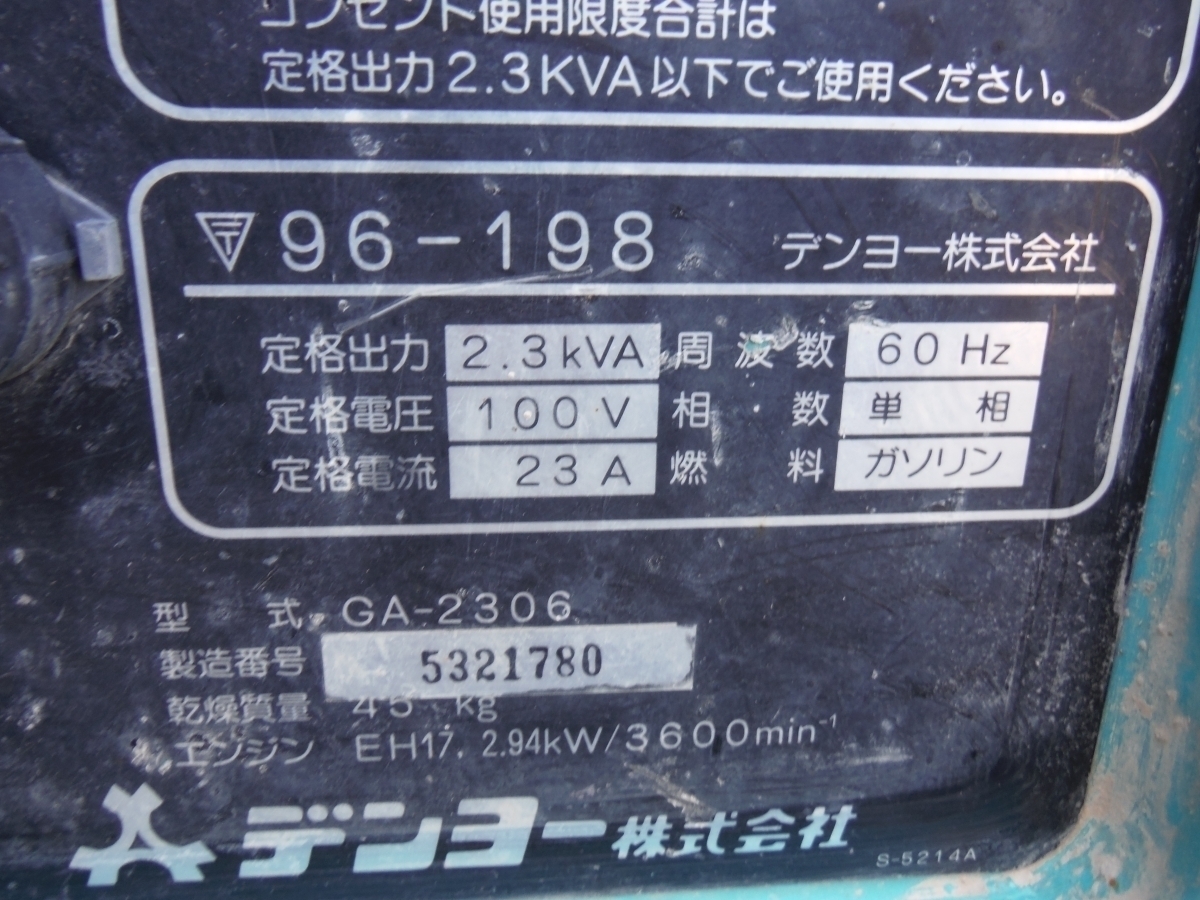 コンセント使用限度合計は
定格出力2.3KVA以下でご使用ください。
96-198 デンヨー株式会社
定格出力 2.3kVA 周波数 60Hz
定格電圧 100V 相数 単相
定格電流 23A 燃料 ガソリン
型式 GA-2306
製造番号 5321780
乾燥質量 45 kg
エンジン EH17, 2.94kW/3600min⁻¹
デンヨー株式会社
S-5214A